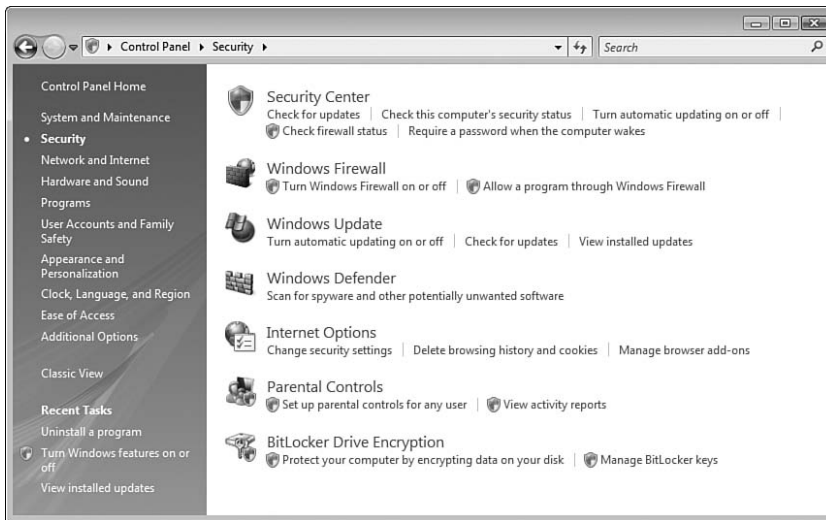 Control Panel Security
Search
Control Panel Home
System and Maintenance
Security
Network and Internet
Hardware and Sound
Programs
User Accounts and Family
Safety
Appearance and
Personalization
Clock, Language, and Region
Ease of Access
Additional Options
Classic View
Recent Tasks
Uninstall a program
Turn Windows features on or
off
View installed updates
Security Center
Check for updates Check this computer's security status Turn automatic updating on or off
Check firewall status Require a password when the computer wakes
Windows Firewall
Turn Windows Firewall on or off Allow a program through Windows Firewall
Windows Update
Turn automatic updating on or off Check for updates View installed updates
Windows Defender
Scan for spyware and other potentially unwanted software
Internet Options
Change security settings Delete browsing history and cookies Manage browser add-ons
Parental Controls
Set up parental controls for any user View activity reports
BitLocker Drive Encryption
Protect your computer by encrypting data on your disk Manage BitLocker keys